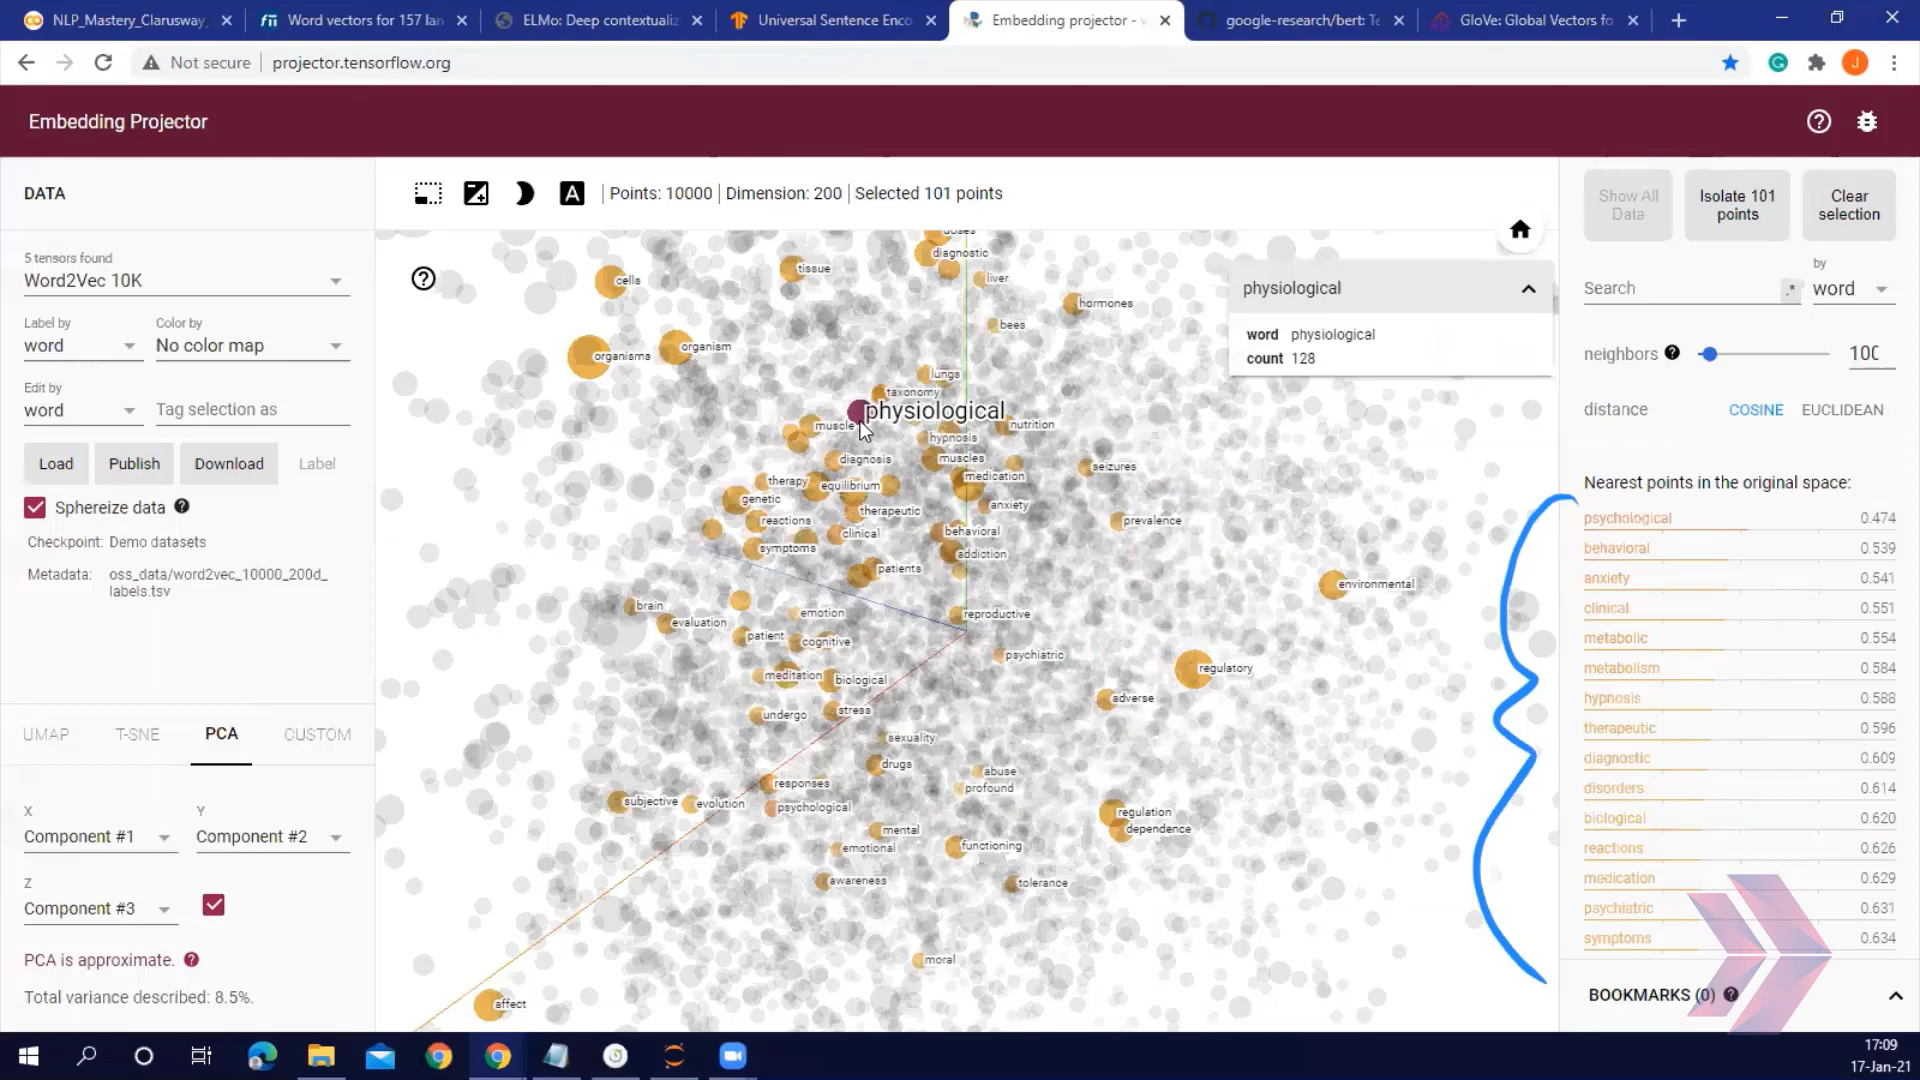 NLP_Mastery_Clarusway_
Word vectors for 157 lan
ELMo: Deep contextualiz
Universal Sentence Enco
Embedding projector - v
google-research/bert: Te
GloVe: Global Vectors fo
Not secure
projector.tensorflow.org
J
Embedding Projector
DATA
5 tensors found
Word2Vec 10K
Label by
word
Color by
No color map
Edit by
word
Tag selection as
Load
Publish
Download
Label
Sphereize data
Checkpoint: Demo datasets
Metadata: oss_data/word2vec_10000_200d_
labels.tsv
UMAP
T-SNE
PCA
CUSTOM
X
Component #1
Y
Component #2
Z
Component #3
PCA is approximate.
Total variance described: 8.5%.
A
Points: 10000
Dimension: 200
Selected 101 points
doses
diagnostic
tissue
cells
liver
hormones
bees
organism
organisms
lungs
taxonomy
physiological
muscle
nutrition
hypnosis
diagnosis
muscles
seizures
medication
therapy
equilibrium
genetic
anxiety
therapeutic
reactions
prevalence
behavioral
clinical
symptoms
addiction
patients
environmental
brain
emotion
reproductive
evaluation
patient
cognitive
psychiatric
regulatory
meditation
biological
adverse
stress
undergo
sexuality
drugs
abuse
responses
profound
subjective
evolution
psychological
regulation
dependence
mental
functioning
emotional
awareness
tolerance
moral
affect
physiological
word physiological
count 128
Show All
Data
Isolate 101
points
Clear
selection
Search
.*
by
word
neighbors
100
distance
COSINE
EUCLIDEAN
Nearest points in the original space:
psychological 0.474
behavioral 0.539
anxiety 0.541
clinical 0.551
metabolic 0.554
metabolism 0.584
hypnosis 0.588
therapeutic 0.596
diagnostic 0.609
disorders 0.614
biological 0.620
reactions 0.626
medication 0.629
psychiatric 0.631
symptoms 0.634
BOOKMARKS (0)
17:09
17-Jan-21